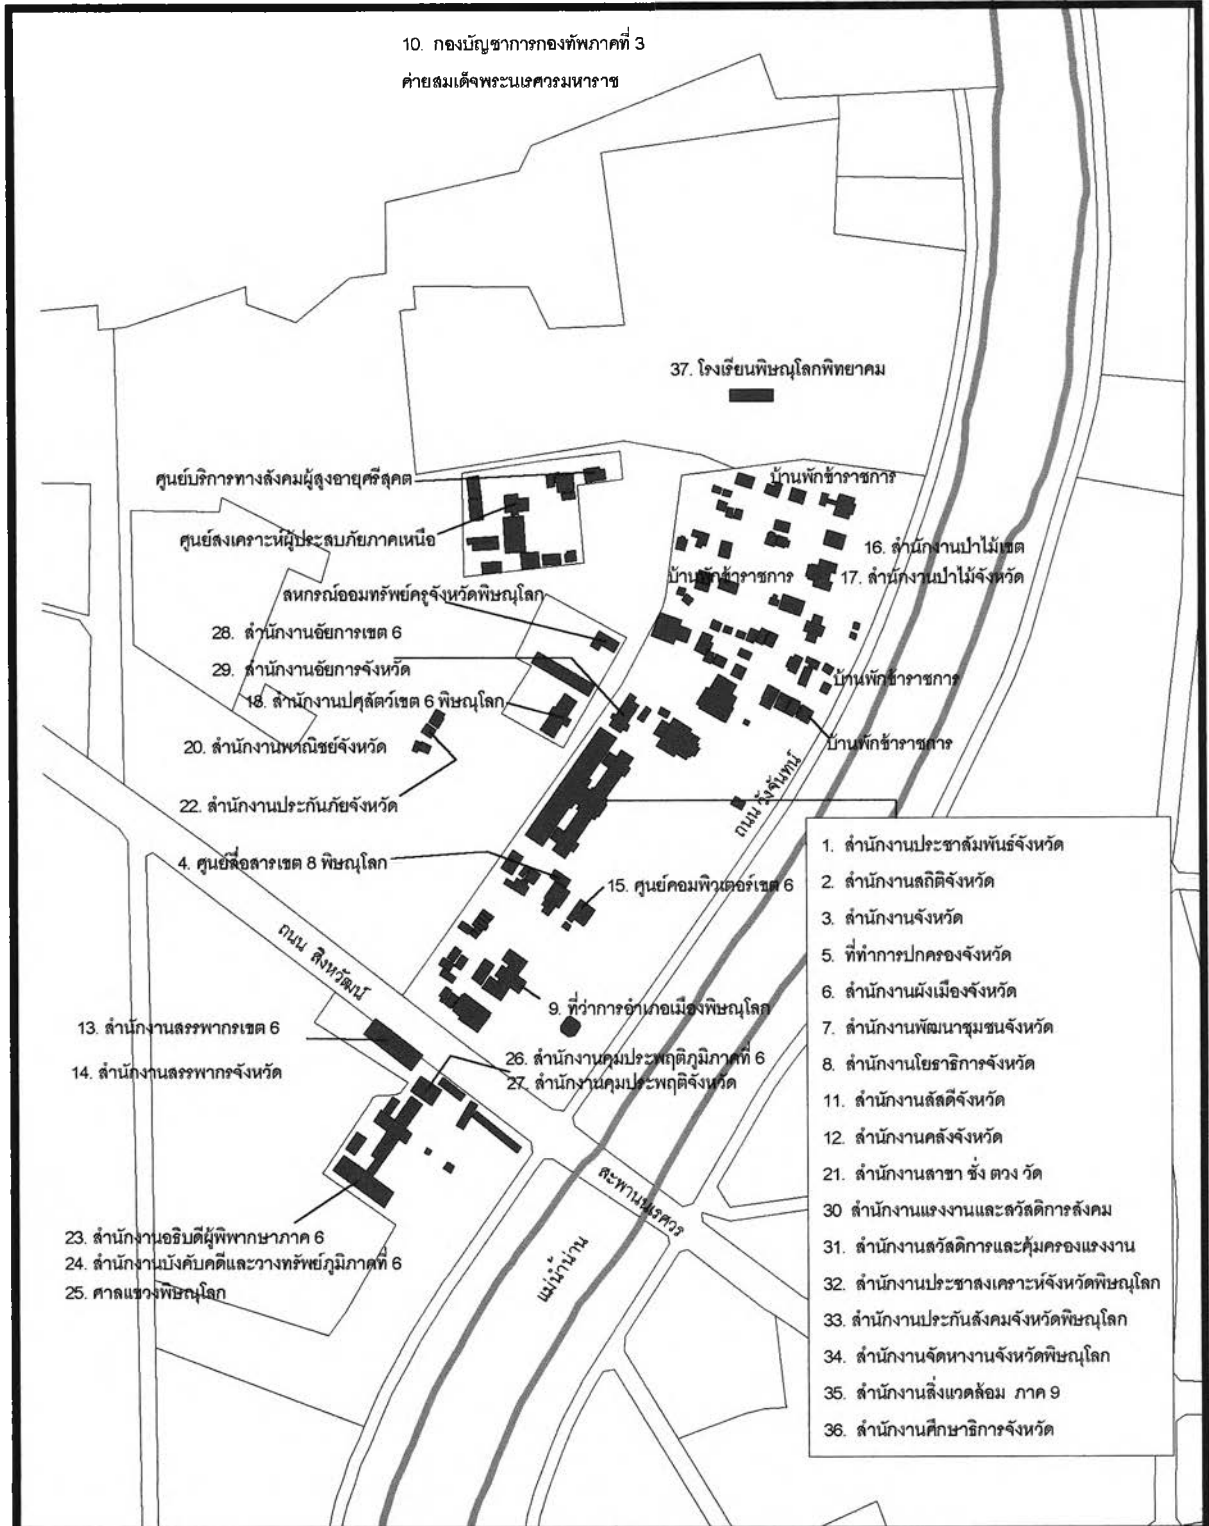 10. กองบัญชาการกองทัพภาคที่ 3
ค่ายสมเด็จพระนเรศวรมหาราช
37. โรงเรียนพิษณุโลกพิทยาคม
ศูนย์บริการทางสังคมผู้สูงอายุศรีสุคต
บ้านพักข้าราชการ
ศูนย์สงเคราะห์ผู้ประสบภัยภาคเหนือ
16. สำนักงานป่าไม้เขต
บ้านพักข้าราชการ
17. สำนักงานป่าไม้จังหวัด
สหกรณ์ออมทรัพย์ครูจังหวัดพิษณุโลก
28. สำนักงานอัยการเขต 6
29. สำนักงานอัยการจังหวัด
บ้านพักข้าราชการ
18. สำนักงานปศุสัตว์เขต 6 พิษณุโลก
20. สำนักงานพาณิชย์จังหวัด
บ้านพักข้าราชการ
22. สำนักงานประกันภัยจังหวัด
ถนน วังจันทน์
4. ศูนย์สื่อสารเขต 8 พิษณุโลก
15. ศูนย์คอมพิวเตอร์เขต 6
ถนน สิงหวัฒน์
9. ที่ว่าการอำเภอเมืองพิษณุโลก
13. สำนักงานสรรพากรเขต 6
14. สำนักงานสรรพากรจังหวัด
26. สำนักงานคุมประพฤติภูมิภาคที่ 6
27. สำนักงานคุมประพฤติจังหวัด
สะพานนเรศวร
แม่น้ำน่าน
23. สำนักงานอธิบดีผู้พิพากษาภาค 6
24. สำนักงานบังคับคดีและวางทรัพย์ภูมิภาคที่ 6
25. ศาลแขวงพิษณุโลก
1. สำนักงานประชาสัมพันธ์จังหวัด
2. สำนักงานสถิติจังหวัด
3. สำนักงานจังหวัด
5. ที่ทำการปกครองจังหวัด
6. สำนักงานผังเมืองจังหวัด
7. สำนักงานพัฒนาชุมชนจังหวัด
8. สำนักงานโยธาธิการจังหวัด
11. สำนักงานสัสดีจังหวัด
12. สำนักงานคลังจังหวัด
21. สำนักงานสาขา ชั่ง ตวง วัด
30 สำนักงานแรงงานและสวัสดิการสังคม
31. สำนักงานสวัสดิการและคุ้มครองแรงงาน
32. สำนักงานประชาสงเคราะห์จังหวัดพิษณุโลก
33. สำนักงานประกันสังคมจังหวัดพิษณุโลก
34. สำนักงานจัดหางานจังหวัดพิษณุโลก
35. สำนักงานสิ่งแวดล้อม ภาค 9
36. สำนักงานศึกษาธิการจังหวัด